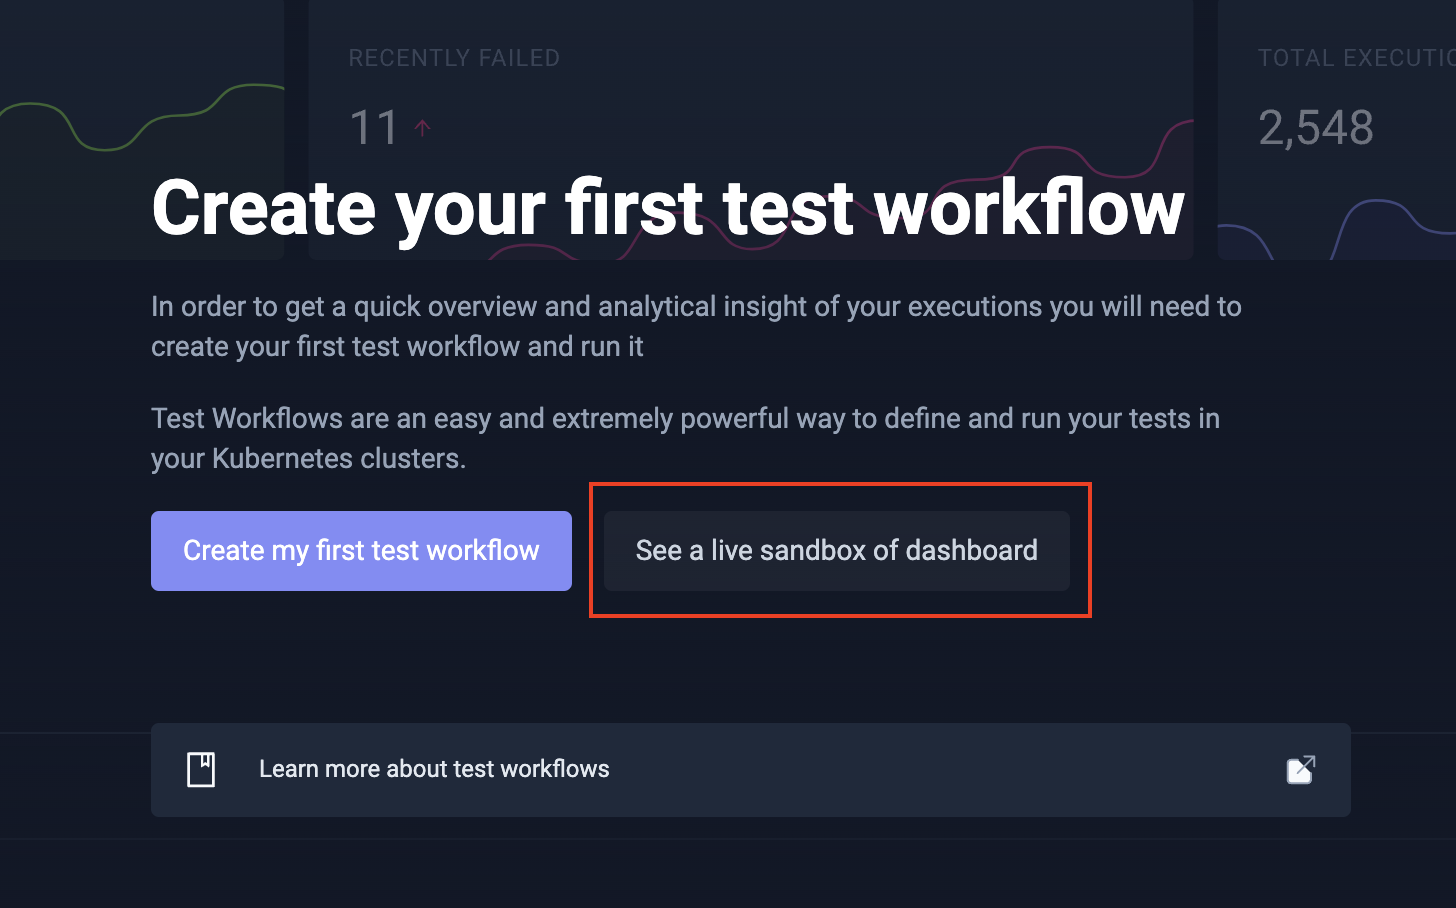 RECENTLY FAILED
TOTAL
11
2,548
Create your first test workflow
In order to get a quick overview and analytical insight of your executions you will need to
create your first test workflow and run it
Test Workflows are an easy and extremely powerful way to define and run your tests in
your Kubernetes clusters.
Create my first test workflow
See a live sandbox of dashboard
Learn more about test workflows